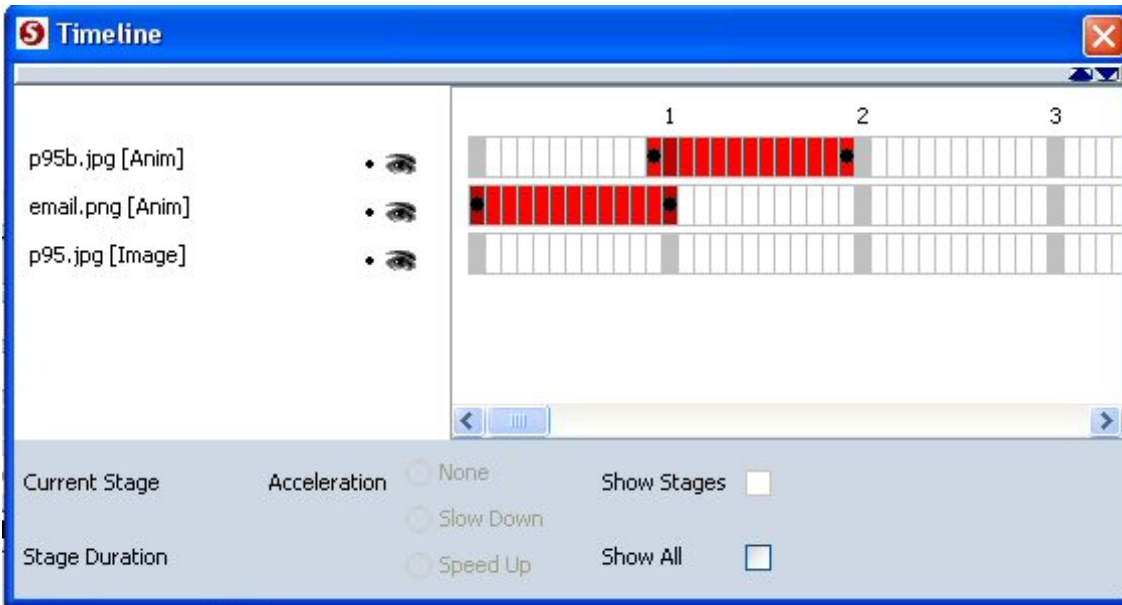 S Timeline
1 2 3
p95b.jpg [Anim]
email.png [Anim]
p95.jpg [Image]
Current Stage Acceleration None Show Stages
Slow Down
Stage Duration Speed Up Show All